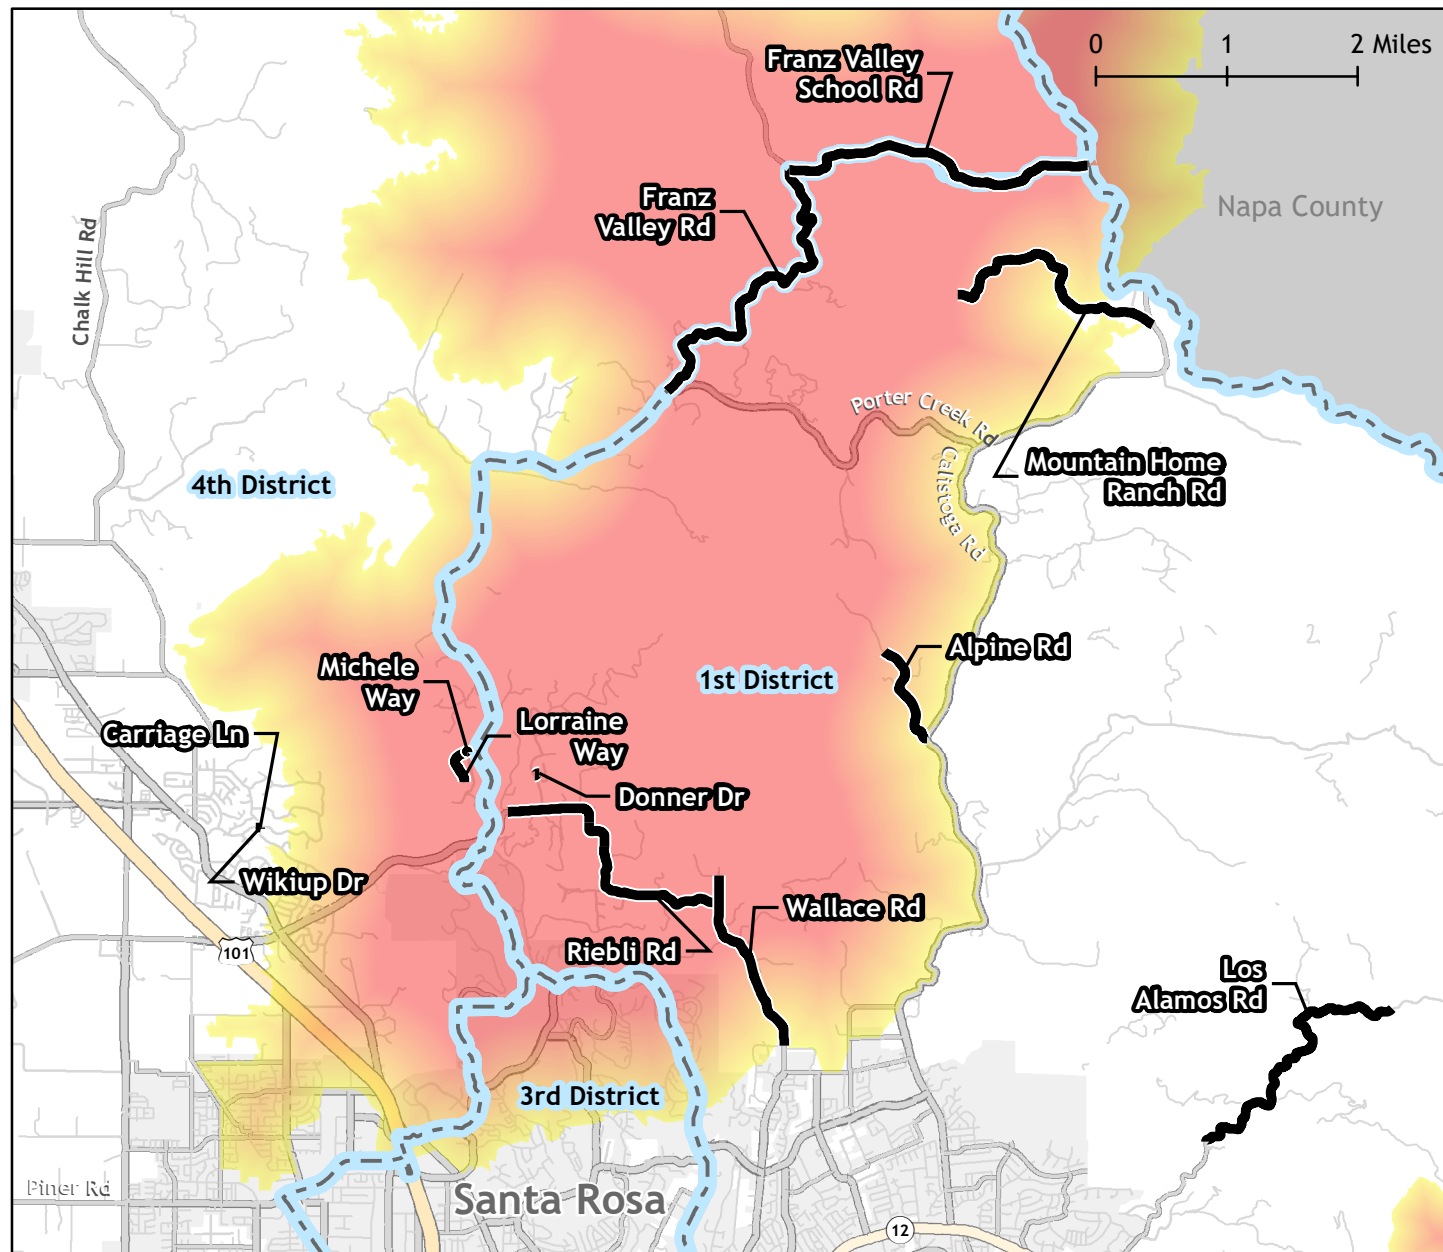 0 1 2 Miles
Franz Valley
School Rd
Franz
Valley Rd
Napa County
Chalk Hill Rd
Porter Creek Rd
Calistoga Rd
Mountain Home
Ranch Rd
4th District
Michele
Way
1st District
Alpine Rd
Carriage Ln
Lorraine
Way
Donner Dr
Wikiup Dr
Wallace Rd
Riebli Rd
101
Los
Alamos Rd
3rd District
Piner Rd
Santa Rosa
12